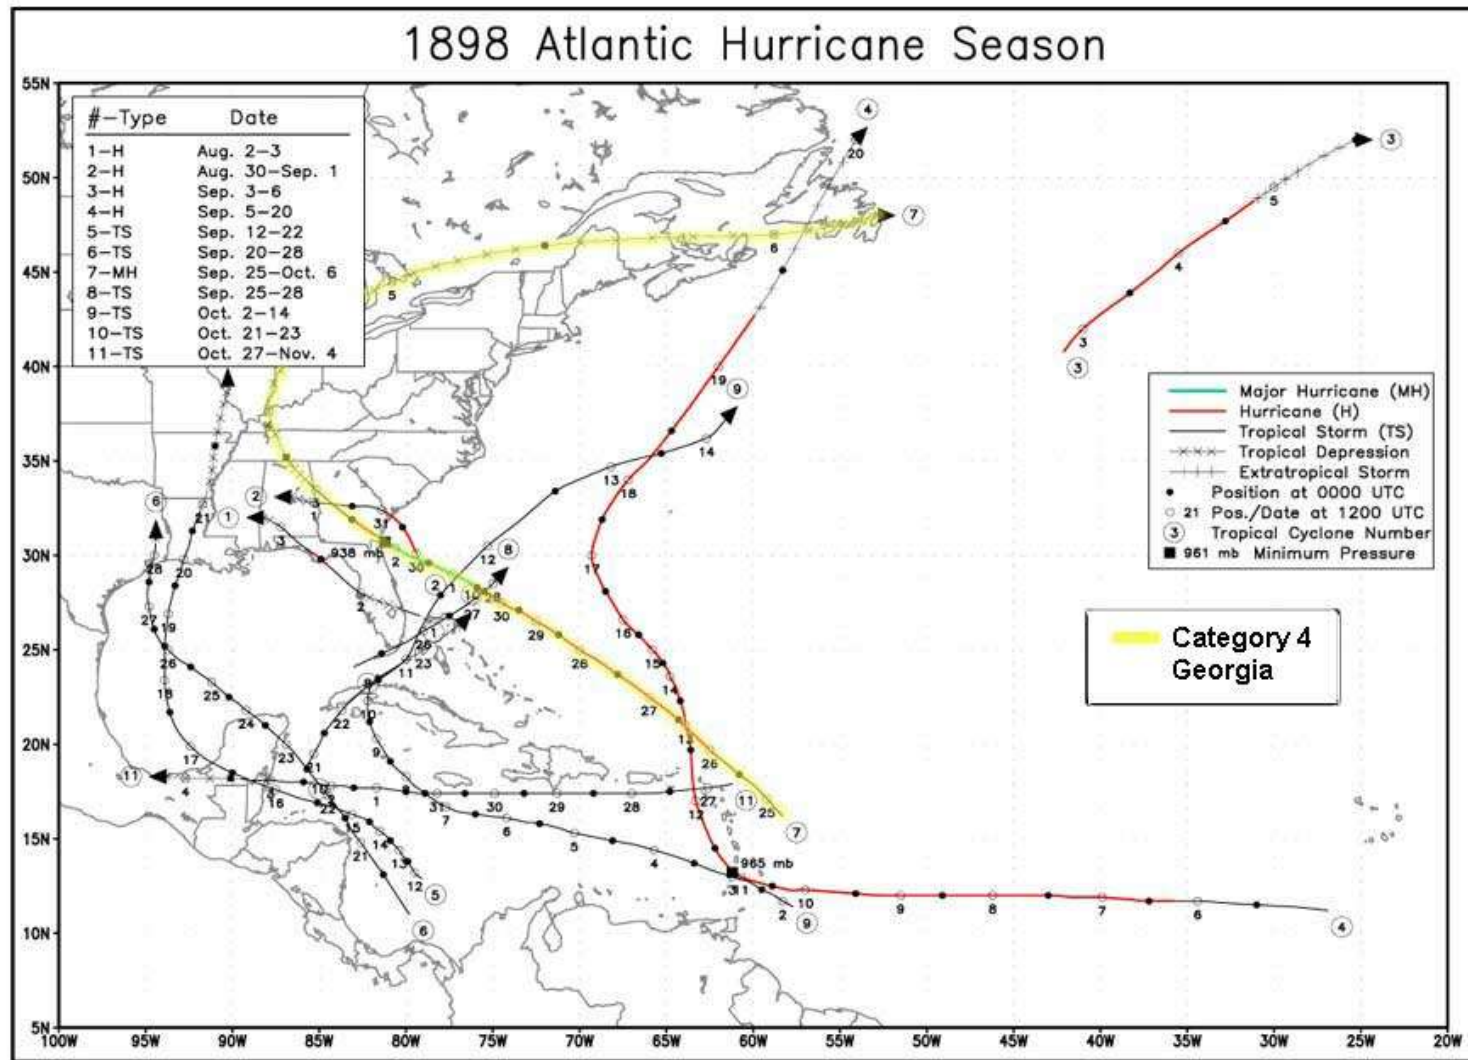 1898 Atlantic Hurricane Season
#-Type Date
1-H Aug. 2-3
2-H Aug. 30-Sep. 1
3-H Sep. 3-6
4-H Sep. 5-20
5-TS Sep. 12-22
6-TS Sep. 20-28
7-MH Sep. 25-Oct. 6
8-TS Sep. 25-28
9-TS Oct. 2-14
10-TS Oct. 21-23
11-TS Oct. 27-Nov. 4
Major Hurricane (MH)
Hurricane (H)
Tropical Storm (TS)
Tropical Depression
Extratropical Storm
Position at 0000 UTC
21 Pos./Date at 1200 UTC
3 Tropical Cyclone Number
961 mb Minimum Pressure
Category 4
Georgia
938 mb
965 mb
55N
50N
45N
40N
35N
30N
25N
20N
15N
10N
5N
100W 95W 90W 85W 80W 75W 70W 65W 60W 55W 50W 45W 40W 35W 30W 25W 20W